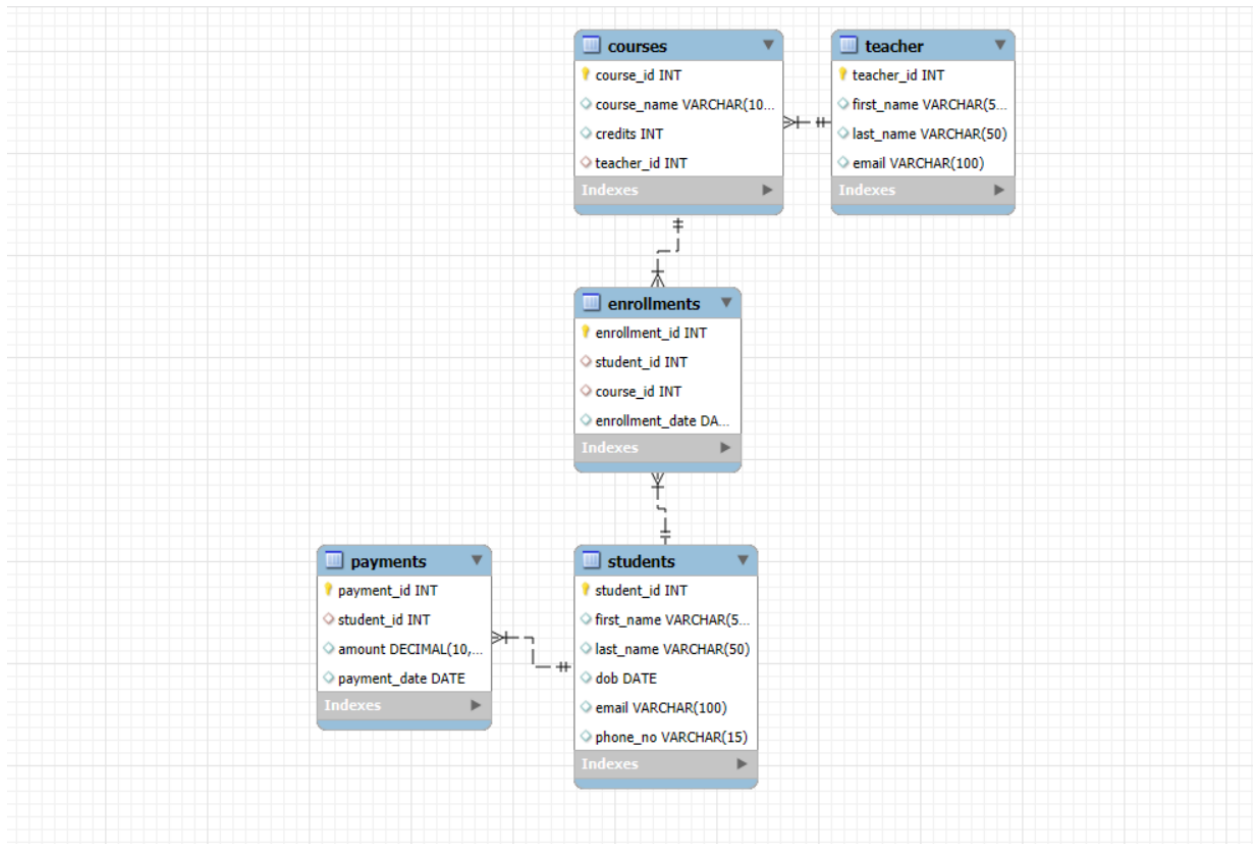 courses
course_id INT
course_name VARCHAR(10...
credits INT
teacher_id INT
Indexes
teacher
teacher_id INT
first_name VARCHAR(5...
last_name VARCHAR(50)
email VARCHAR(100)
Indexes
enrollments
enrollment_id INT
student_id INT
course_id INT
enrollment_date DA...
Indexes
payments
payment_id INT
student_id INT
amount DECIMAL(10,...
payment_date DATE
Indexes
students
student_id INT
first_name VARCHAR(5...
last_name VARCHAR(50)
dob DATE
email VARCHAR(100)
phone_no VARCHAR(15)
Indexes